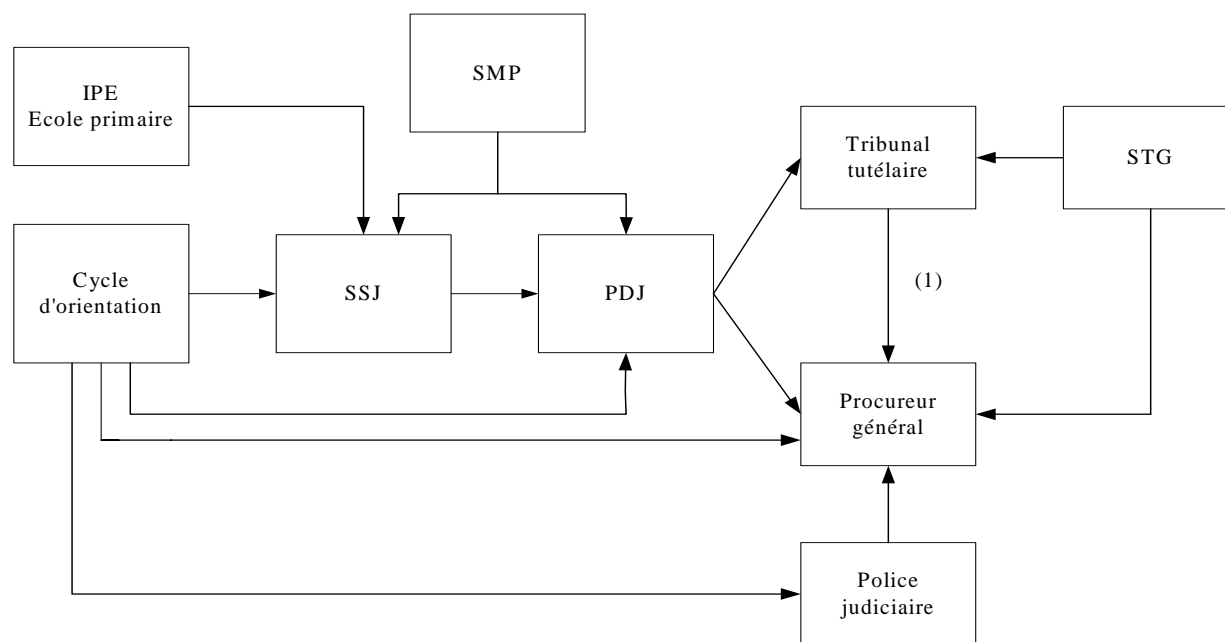 SMP
IPE
Ecole primaire
Tribunal
tutélaire
STG
Cycle
d'orientation
SSJ
PDJ
(1)
Procureur
général
Police
judiciaire